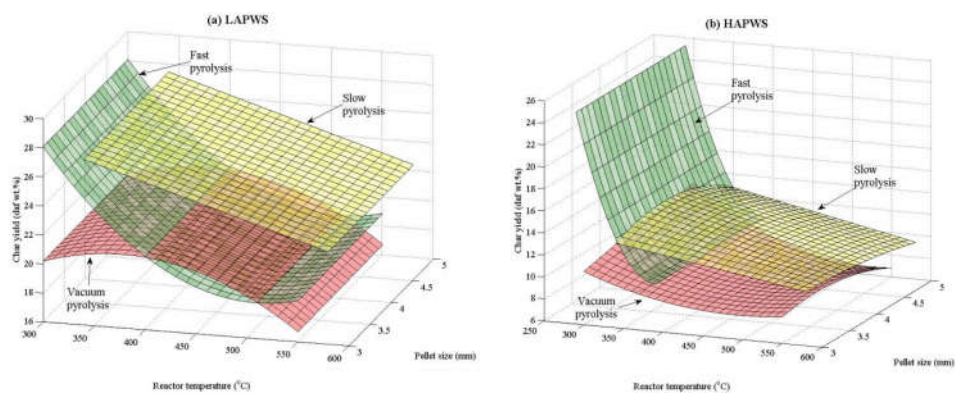 (a) LAPWS
Fast
pyrolysis
Slow
pyrolysis
Vacuum
pyrolysis
Char yield (daf wt.%)
30
28
26
24
22
20
18
16
300
350
400
450
500
550
600
3
3.5
4
4.5
5
Pellet size (mm)
Reactor temperature (°C)
(b) HAPWS
Fast
pyrolysis
Slow
pyrolysis
Vacuum
pyrolysis
Char yield (daf wt.%)
26
24
22
20
18
16
14
12
10
8
6
250
300
350
400
450
500
550
600
3
3.5
4
4.5
5
Pellet size (mm)
Reactor temperature (°C)